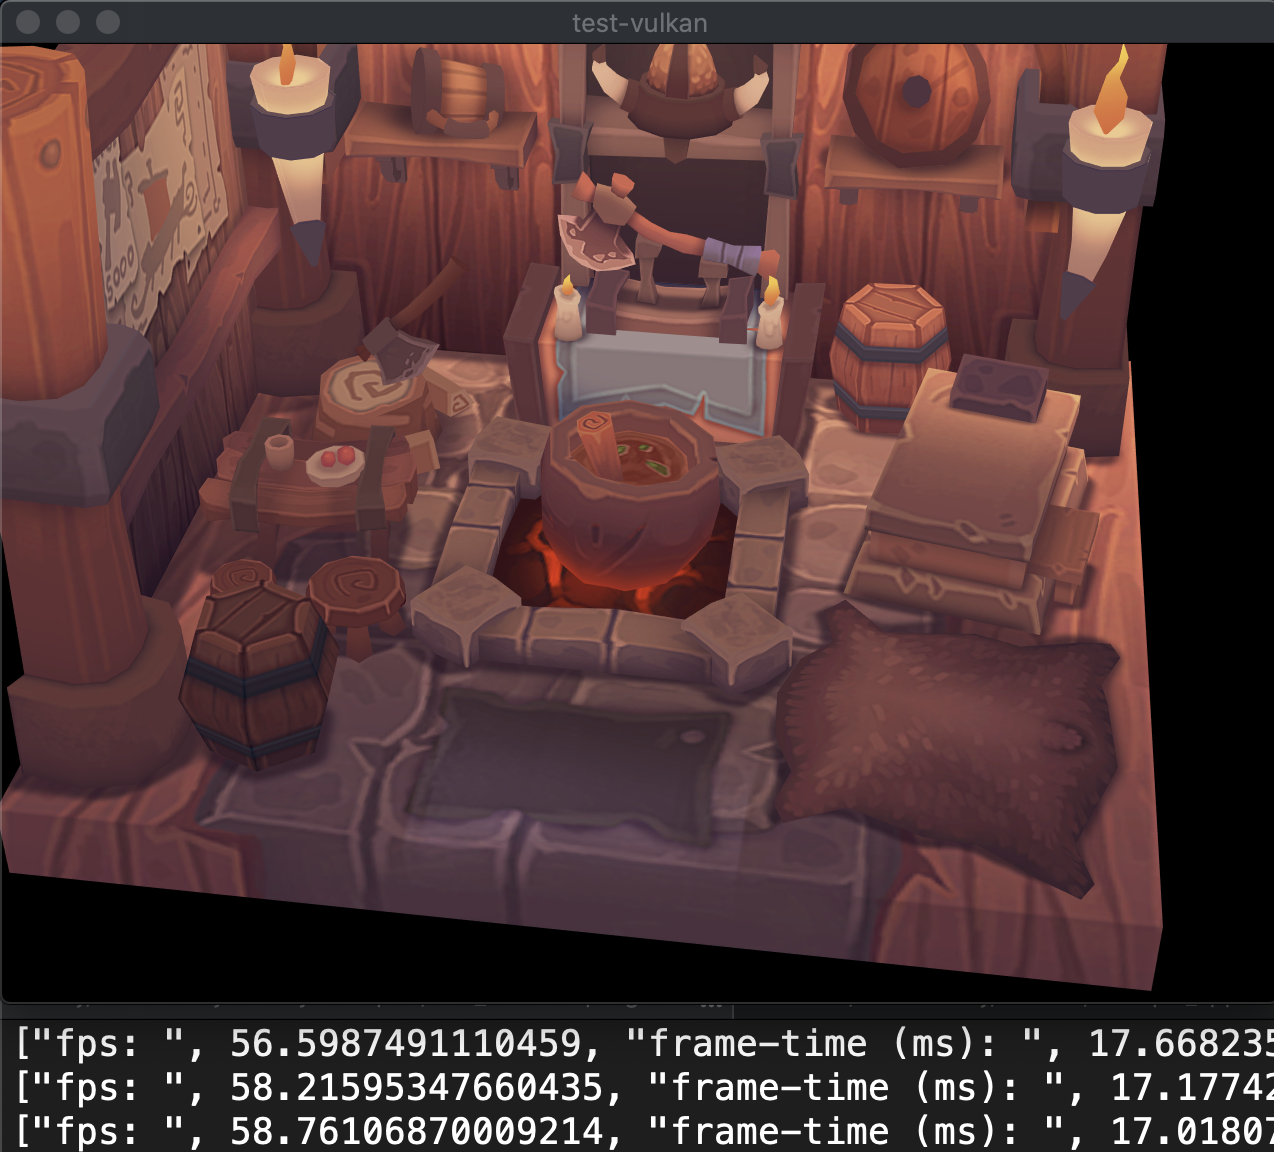 test-vulkan
5000
["fps: ", 56.5987491110459, "frame-time (ms): ", 17.668235
["fps: ", 58.21595347660435, "frame-time (ms): ", 17.17742
["fps: ", 58.76106870009214, "frame-time (ms): ", 17.01807